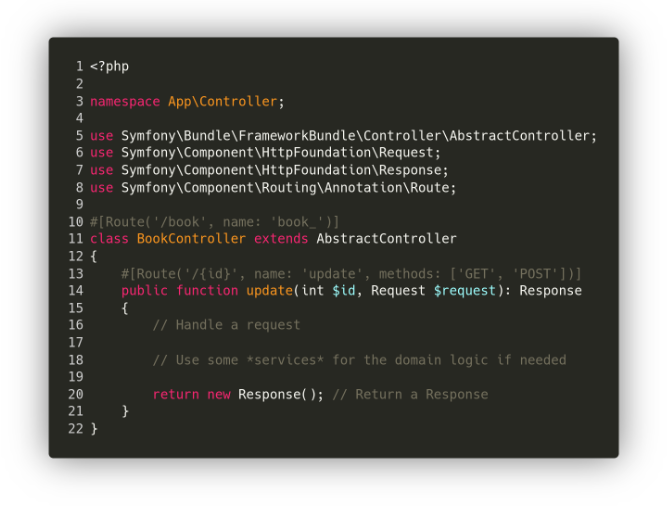 1 <?php
2
3 namespace App\Controller;
4
5 use Symfony\Bundle\FrameworkBundle\Controller\AbstractController;
6 use Symfony\Component\HttpFoundation\Request;
7 use Symfony\Component\HttpFoundation\Response;
8 use Symfony\Component\Routing\Annotation\Route;
9
10 #[Route('/book', name: 'book_')]
11 class BookController extends AbstractController
12 {
13     #[Route('/{id}', name: 'update', methods: ['GET', 'POST'])]
14     public function update(int $id, Request $request): Response
15     {
16         // Handle a request
17
18         // Use some *services* for the domain logic if needed
19
20         return new Response(); // Return a Response
21     }
22 }